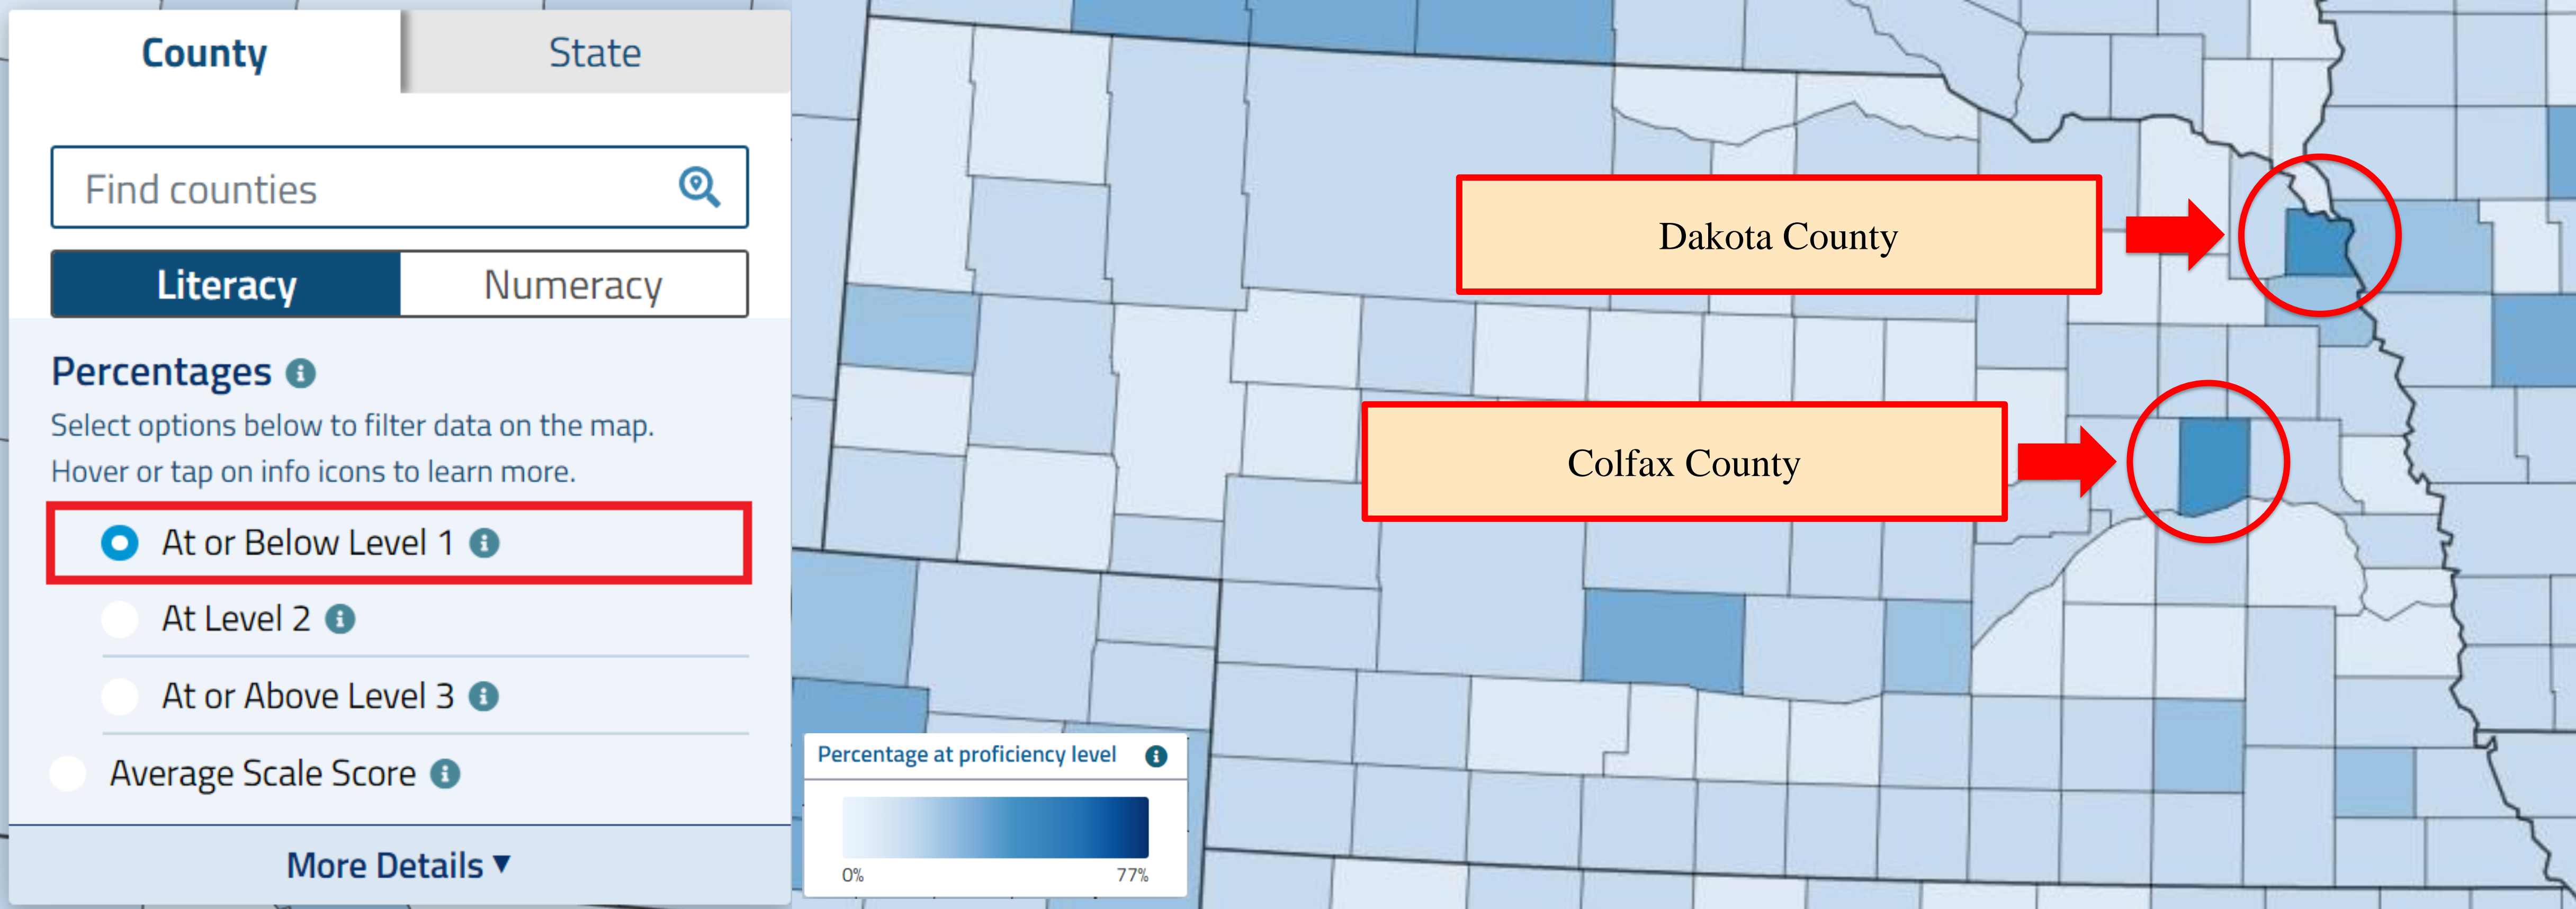 County
State
Find counties
Literacy
Numeracy
Percentages
Select options below to filter data on the map.
Hover or tap on info icons to learn more.
At or Below Level 1
At Level 2
At or Above Level 3
Average Scale Score
More Details ▼
Dakota County
Colfax County
Percentage at proficiency level
0%
77%